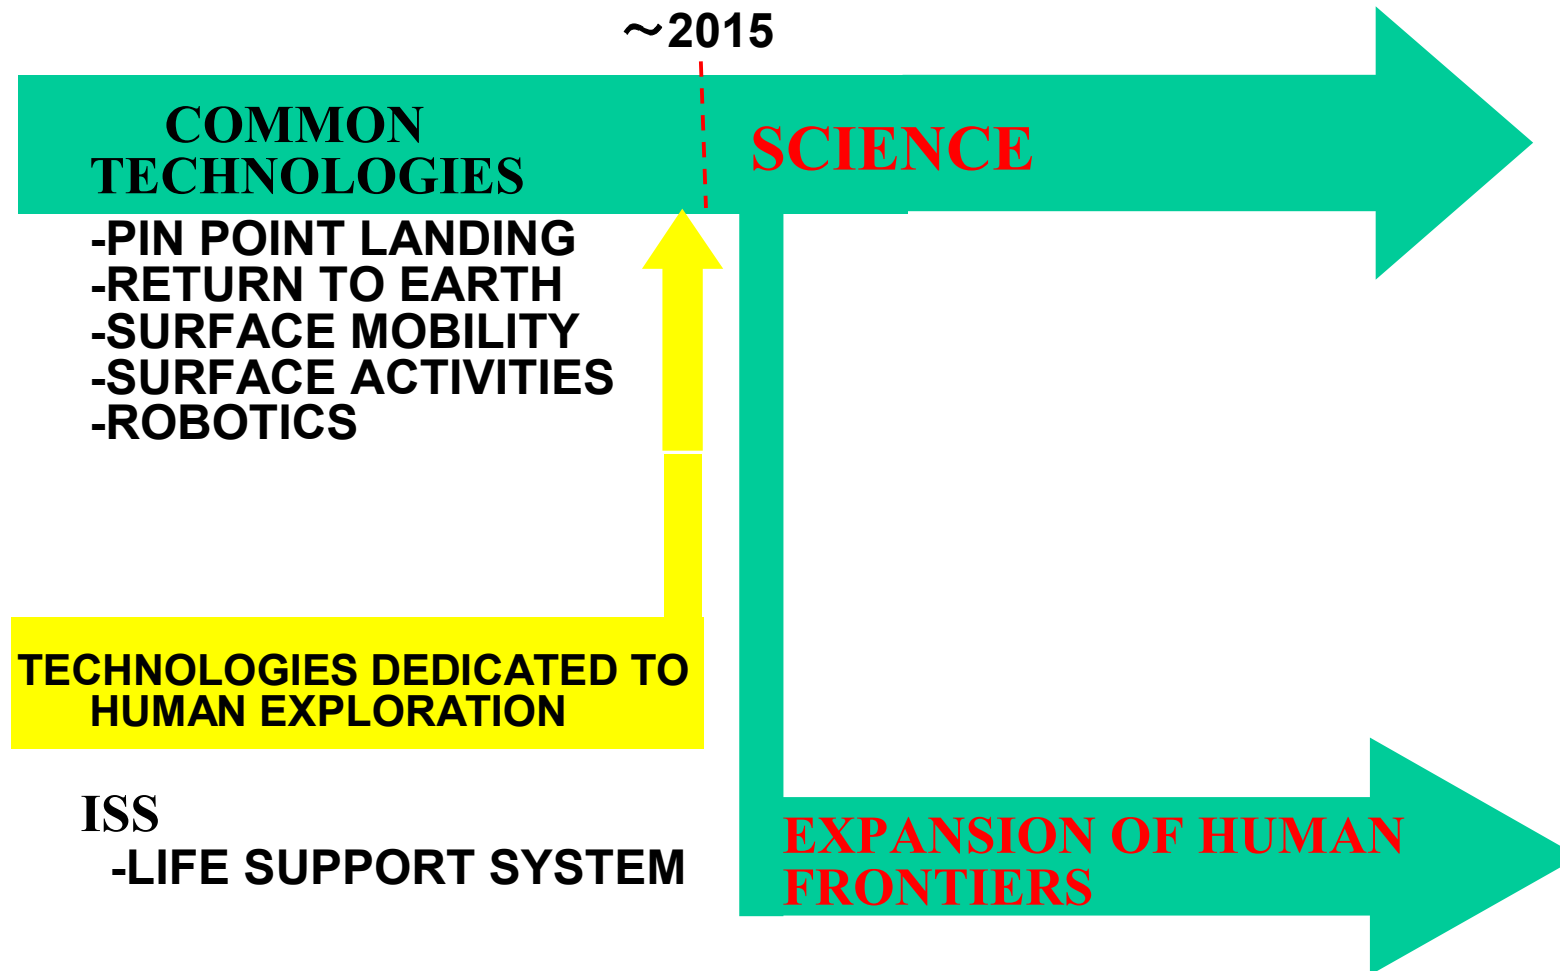 ～2015
COMMON
TECHNOLOGIES
SCIENCE
-PIN POINT LANDING
-RETURN TO EARTH
-SURFACE MOBILITY
-SURFACE ACTIVITIES
-ROBOTICS
TECHNOLOGIES DEDICATED TO
HUMAN EXPLORATION
ISS
-LIFE SUPPORT SYSTEM
EXPANSION OF HUMAN
FRONTIERS